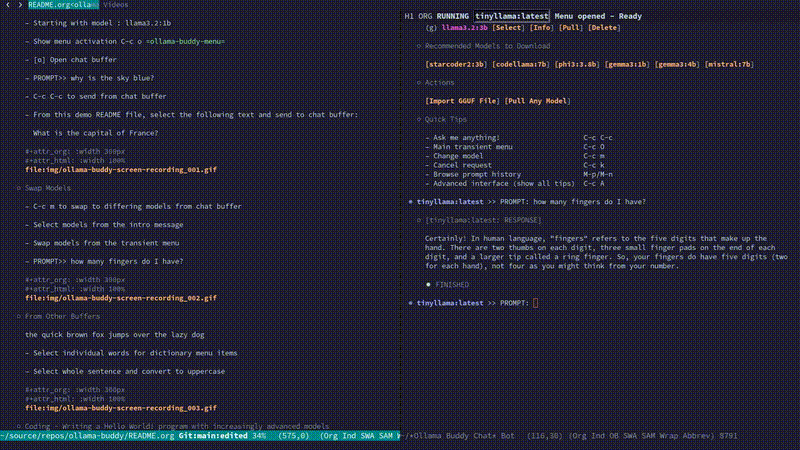 README.org<ollama Videos
- Starting with model : llama3.2:1b
- Show menu activation C-c o =ollama-buddy-menu=
- [o] Open chat buffer
- PROMPT>> why is the sky blue?
- C-c C-c to send from chat buffer
- From this demo README file, select the following text and send to chat buffer:
What is the capital of France?
#+attr_org: :width 300px
#+attr_html: :width 100%
file:img/ollama-buddy-screen-recording_001.gif
Swap Models
- C-c m to swap to differing models from chat buffer
- Select models from the intro message
- Swap models from the transient menu
- PROMPT>> how many fingers do I have?
#+attr_org: :width 300px
#+attr_html: :width 100%
file:img/ollama-buddy-screen-recording_002.gif
From Other Buffers
the quick brown fox jumps over the lazy dog
- Select individual words for dictionary menu items
- Select whole sentence and convert to uppercase
#+attr_org: :width 300px
#+attr_html: :width 100%
file:img/ollama-buddy-screen-recording_003.gif
Coding - Writing a Hello World! program with increasingly advanced models
~/source/repos/ollama-buddy/README.org Git:main:edited 34% (575,0) (Org Ind SWA SAM W
H1 ORG RUNNING tinyllama:latest Menu opened - Ready
(g) llama3.2:3b [Select] [Info] [Pull] [Delete]
Recommended Models to Download
[starcoder2:3b] [codellama:7b] [phi3:3.8b] [gemma3:1b] [gemma3:4b] [mistral:7b]
Actions
[Import GGUF File] [Pull Any Model]
Quick Tips
- Ask me anything! C-c C-c
- Main transient menu C-c O
- Change model C-c m
- Cancel request C-c k
- Browse prompt history M-p/M-n
- Advanced interface (show all tips) C-c A
tinyllama:latest >> PROMPT: how many fingers do I have?
[tinyllama:latest: RESPONSE]
Certainly! In human language, "fingers" refers to the five digits that make up the
hand. There are two thumbs on each digit, three small finger pads on the end of each
digit, and a larger tip called a ring finger. So, your fingers do have five digits (two
for each hand), not four as you might think from your number.
FINISHED
tinyllama:latest >> PROMPT:
~/*Ollama Buddy Chat* Bot (116,38) (Org Ind OB SWA SAM Wrap Abbrev) 8791